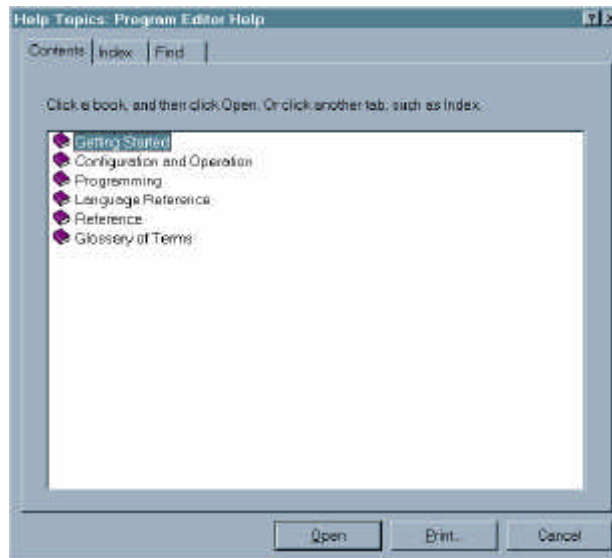 Help Topics: Program Editor Help
Contents Index Find
Click a book, and then click Open. Or click another tab, such as Index.
Getting Started
Configuration and Operation
Programming
Language Reference
Reference
Glossary of Terms
Open Print... Cancel